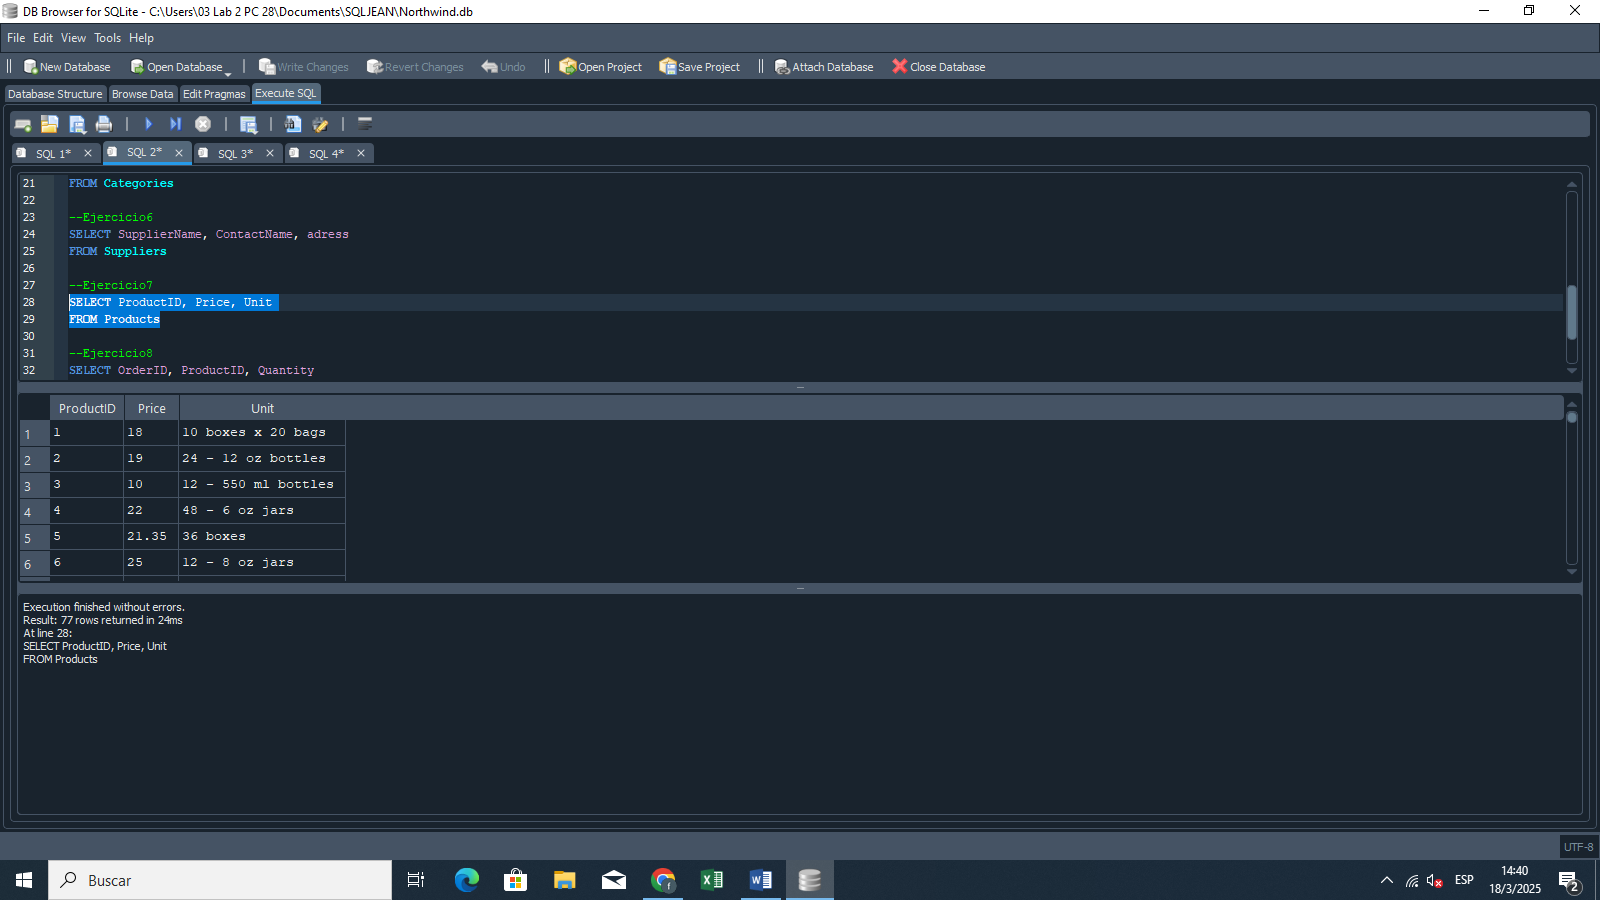 DB Browser for SQLite - C:\Users\03 Lab 2 PC 28\Documents\SQLJEAN\Northwind.db
File Edit View Tools Help
New Database Open Database Write Changes Revert Changes Undo Open Project Save Project Attach Database Close Database
Database Structure Browse Data Edit Pragmas Execute SQL
SQL 1* SQL 2* SQL 3* SQL 4*
21 FROM Categories
22
23 --Ejercicio6
24 SELECT SupplierName, ContactName, adress
25 FROM Suppliers
26
27 --Ejercicio7
28 SELECT ProductID, Price, Unit
29 FROM Products
30
31 --Ejercicio8
32 SELECT OrderID, ProductID, Quantity
ProductID Price Unit
1 1 18 10 boxes x 20 bags
2 2 19 24 - 12 oz bottles
3 3 10 12 - 550 ml bottles
4 4 22 48 - 6 oz jars
5 5 21.35 36 boxes
6 6 25 12 - 8 oz jars
Execution finished without errors.
Result: 77 rows returned in 24ms
At line 28:
SELECT ProductID, Price, Unit
FROM Products
UTF-8
Buscar
ESP
14:40
18/3/2025
2